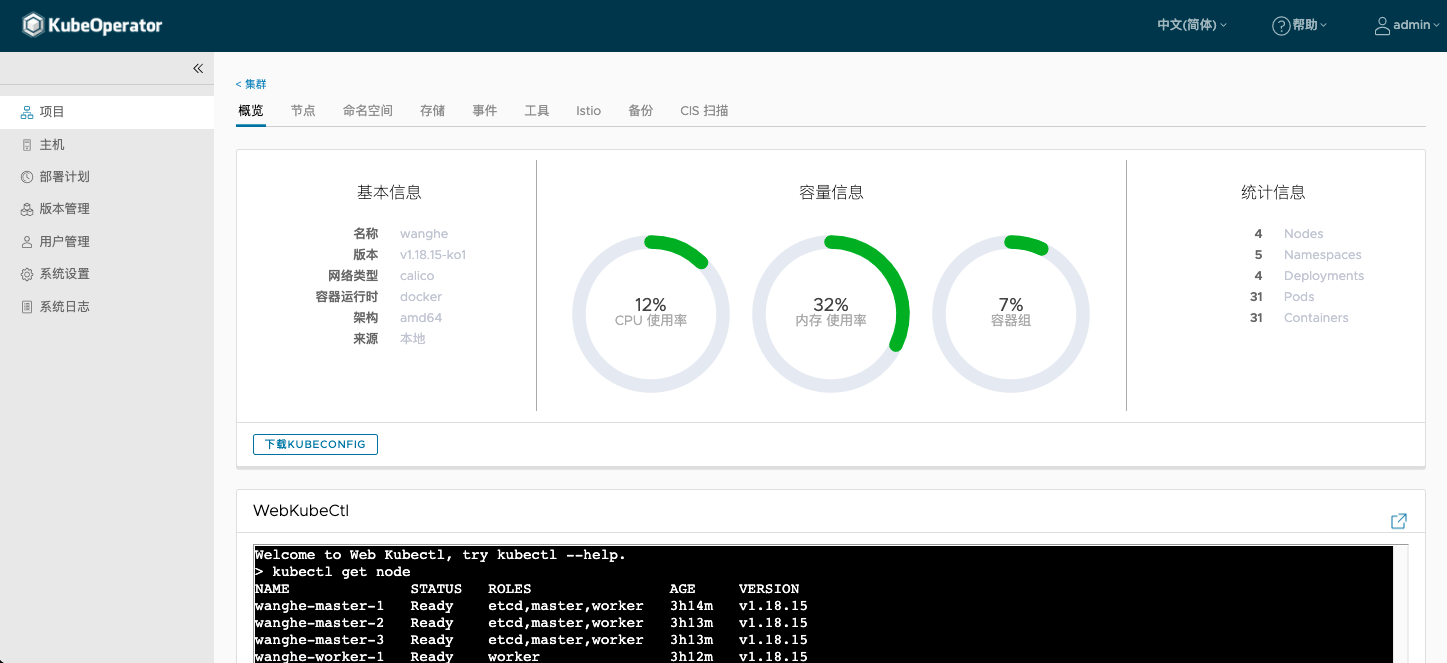 KubeOperator
中文(简体)
帮助
admin
项目
主机
部署计划
版本管理
用户管理
系统设置
系统日志
< 集群
概览 节点 命名空间 存储 事件 工具 Istio 备份 CIS 扫描
基本信息
名称 wanghe
版本 v1.18.15-ko1
网络类型 calico
容器运行时 docker
架构 amd64
来源 本地
容量信息
12%
CPU 使用率
32%
内存 使用率
7%
容器组
统计信息
4 Nodes
5 Namespaces
4 Deployments
31 Pods
31 Containers
下载KUBECONFIG
WebKubeCtl
Welcome to Web Kubectl, try kubectl --help.
> kubectl get node
NAME STATUS ROLES AGE VERSION
wanghe-master-1 Ready etcd,master,worker 3h14m v1.18.15
wanghe-master-2 Ready etcd,master,worker 3h13m v1.18.15
wanghe-master-3 Ready etcd,master,worker 3h13m v1.18.15
wanghe-worker-1 Ready worker 3h12m v1.18.15